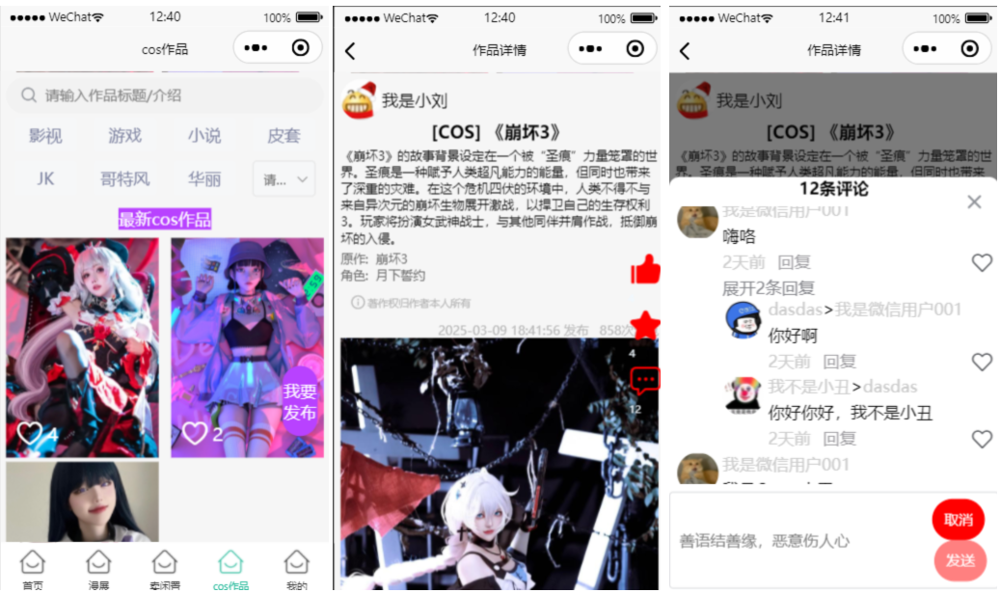 ●●●●● WeChat
12:40
100%
cos作品
请输入作品标题/介绍
影视
游戏
小说
皮套
JK
哥特风
华丽
请...
最新cos作品
4
2
我要
发布
首页
漫展
卖闲置
cos作品
我的
●●●●● WeChat
12:40
100%
作品详情
我是小刘
[COS] 《崩坏3》
《崩坏3》的故事背景设定在一个被“圣痕”力量笼罩的世
界。圣痕是一种赋予人类超凡能力的能量，但同时也带来
了深重的灾难。在这个危机四伏的环境中，人类不得不与
来自异次元的崩坏生物展开激战，以捍卫自己的生存权利
3。玩家将扮演女武神战士，与其他同伴并肩作战，抵御崩
坏的入侵。
原作: 崩坏3
角色: 月下誓约
著作权归作者本人所有
2025-03-09 18:41:56 发布 858次
4
12
●●●●● WeChat
12:41
100%
作品详情
我是小刘
[COS] 《崩坏3》
《崩坏3》的故事背景设定在一个被“圣痕”力量笼罩的世
界。圣痕是一种赋予人类超凡能力的能量，但同时也带来
12条评论
我是微信用户001
嗨咯
2天前 回复
展开2条回复
dasdas>我是微信用户001
你好啊
2天前 回复
我不是小丑>dasdas
你好你好，我不是小丑
2天前 回复
我是微信用户001
善语结善缘，恶意伤人心
取消
发送